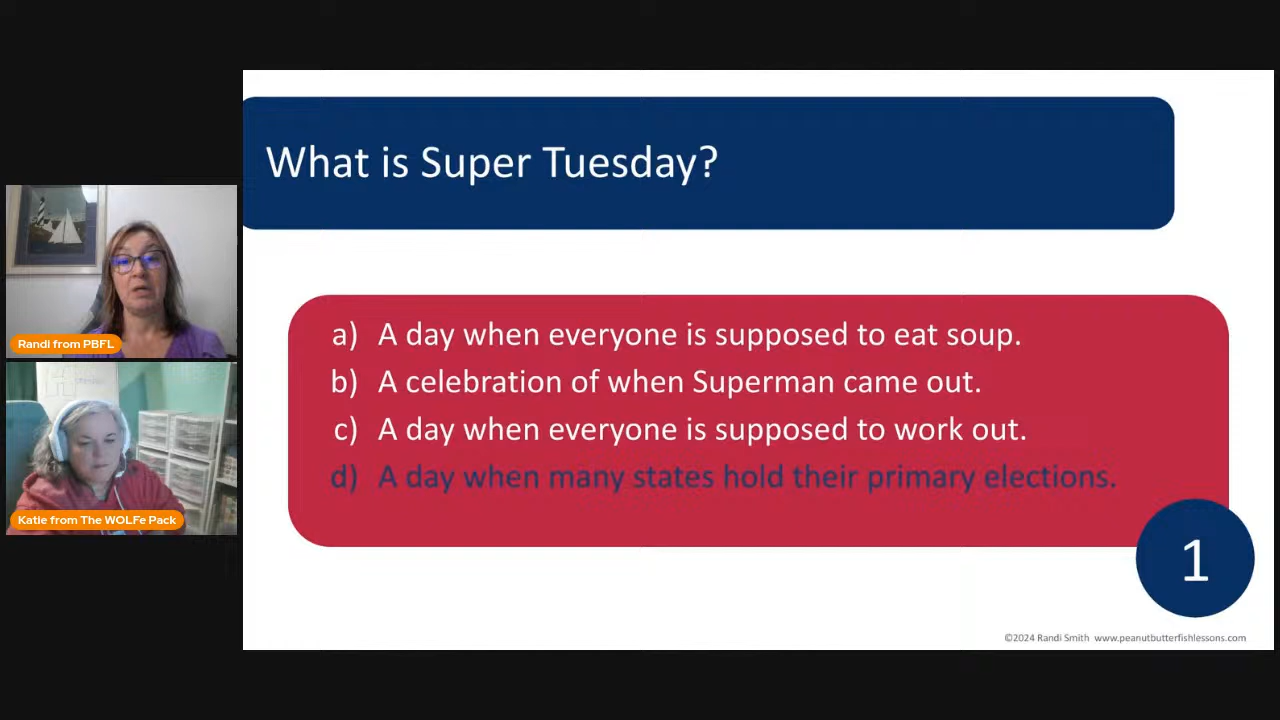 What is Super Tuesday?
a) A day when everyone is supposed to eat soup.
b) A celebration of when Superman came out.
c) A day when everyone is supposed to work out.
d) A day when many states hold their primary elections.
1
©2024 Randi Smith www.peanutbutterfishlessons.com
Randi from PBFL
Katie from The WOLFe Pack